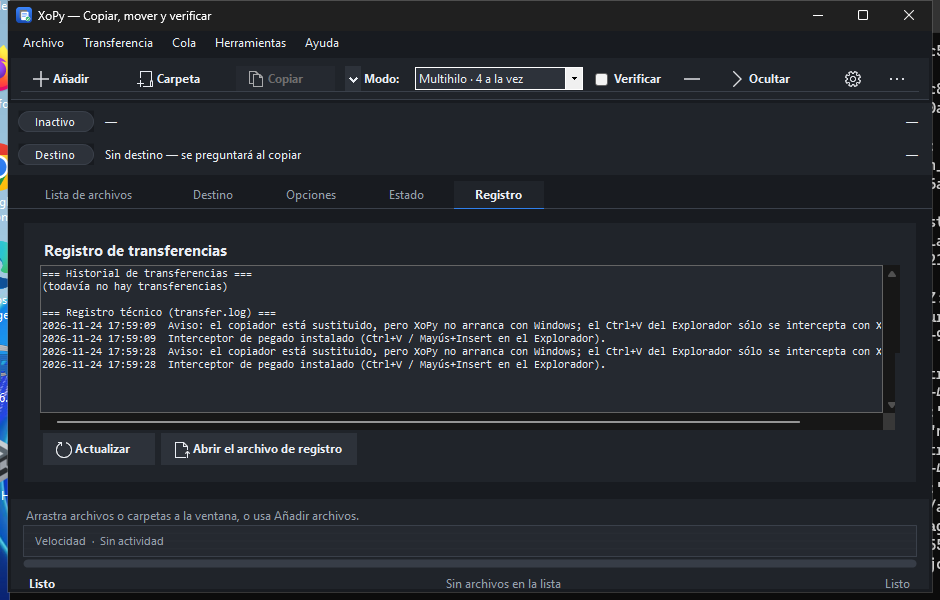 XoPy — Copiar, mover y verificar
Archivo Transferencia Cola Herramientas Ayuda
Añadir Carpeta Copiar Modo: Multihilo · 4 a la vez Verificar — Ocultar ...
Inactivo —
Destino Sin destino — se preguntará al copiar
Lista de archivos Destino Opciones Estado Registro
Registro de transferencias
=== Historial de transferencias ===
(todavía no hay transferencias)
=== Registro técnico (transfer.log) ===
2026-11-24 17:59:09 Aviso: el copiador está sustituido, pero XoPy no arranca con Windows; el Ctrl+V del Explorador sólo se intercepta con X
2026-11-24 17:59:09 Interceptor de pegado instalado (Ctrl+V / Mayús+Insert en el Explorador).
2026-11-24 17:59:28 Aviso: el copiador está sustituido, pero XoPy no arranca con Windows; el Ctrl+V del Explorador sólo se intercepta con X
2026-11-24 17:59:28 Interceptor de pegado instalado (Ctrl+V / Mayús+Insert en el Explorador).
Actualizar Abrir el archivo de registro
Arrastra archivos o carpetas a la ventana, o usa Añadir archivos.
Velocidad · Sin actividad
Listo Sin archivos en la lista Listo